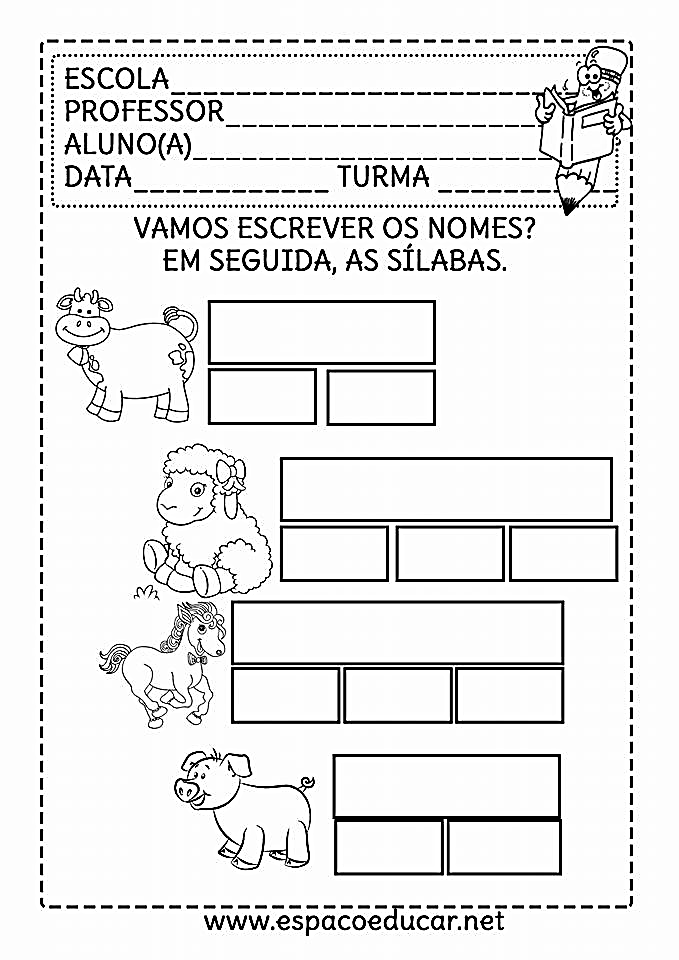 ESCOLA
PROFESSOR
ALUNO(A)
DATA TURMA
VAMOS ESCREVER OS NOMES?
EM SEGUIDA, AS SÍLABAS.
www.espacoeducar.net